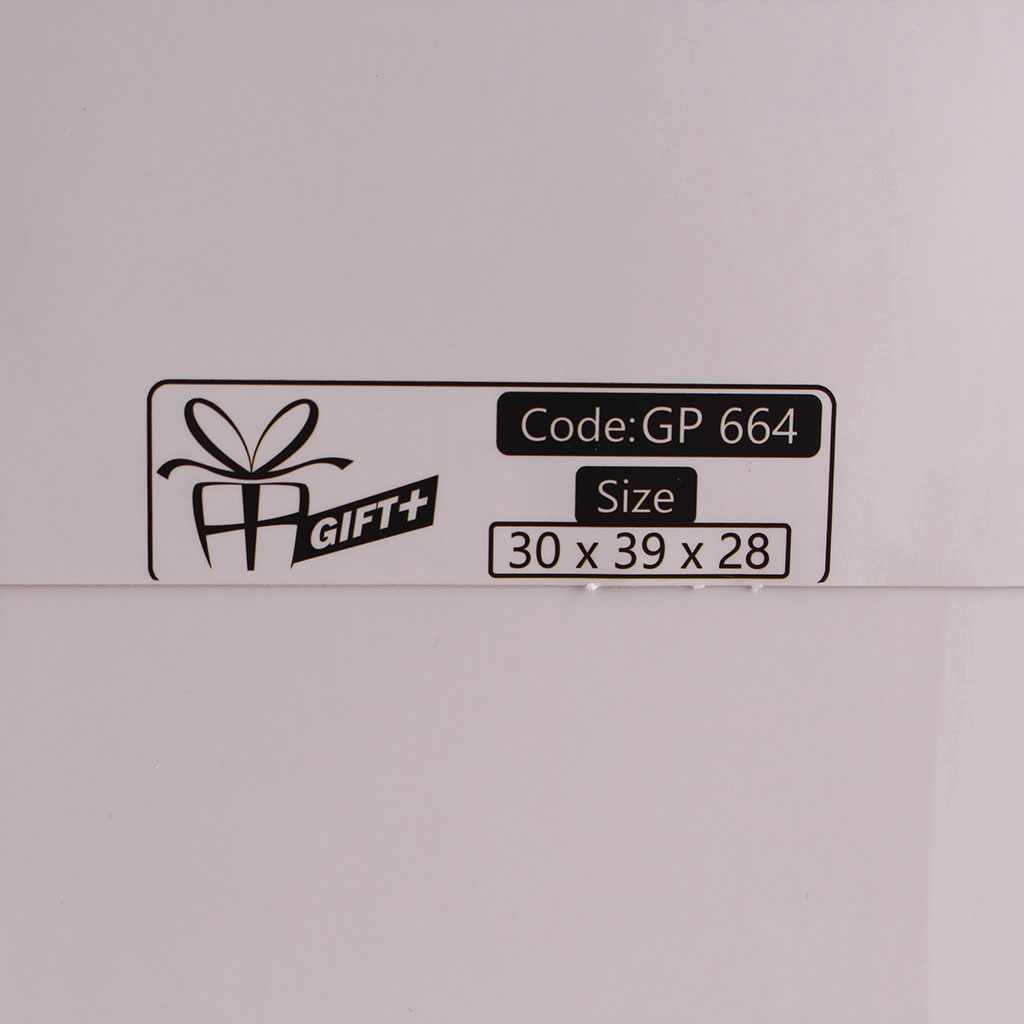 GIFT+
Code:GP 664
Size
30 x 39 x 28